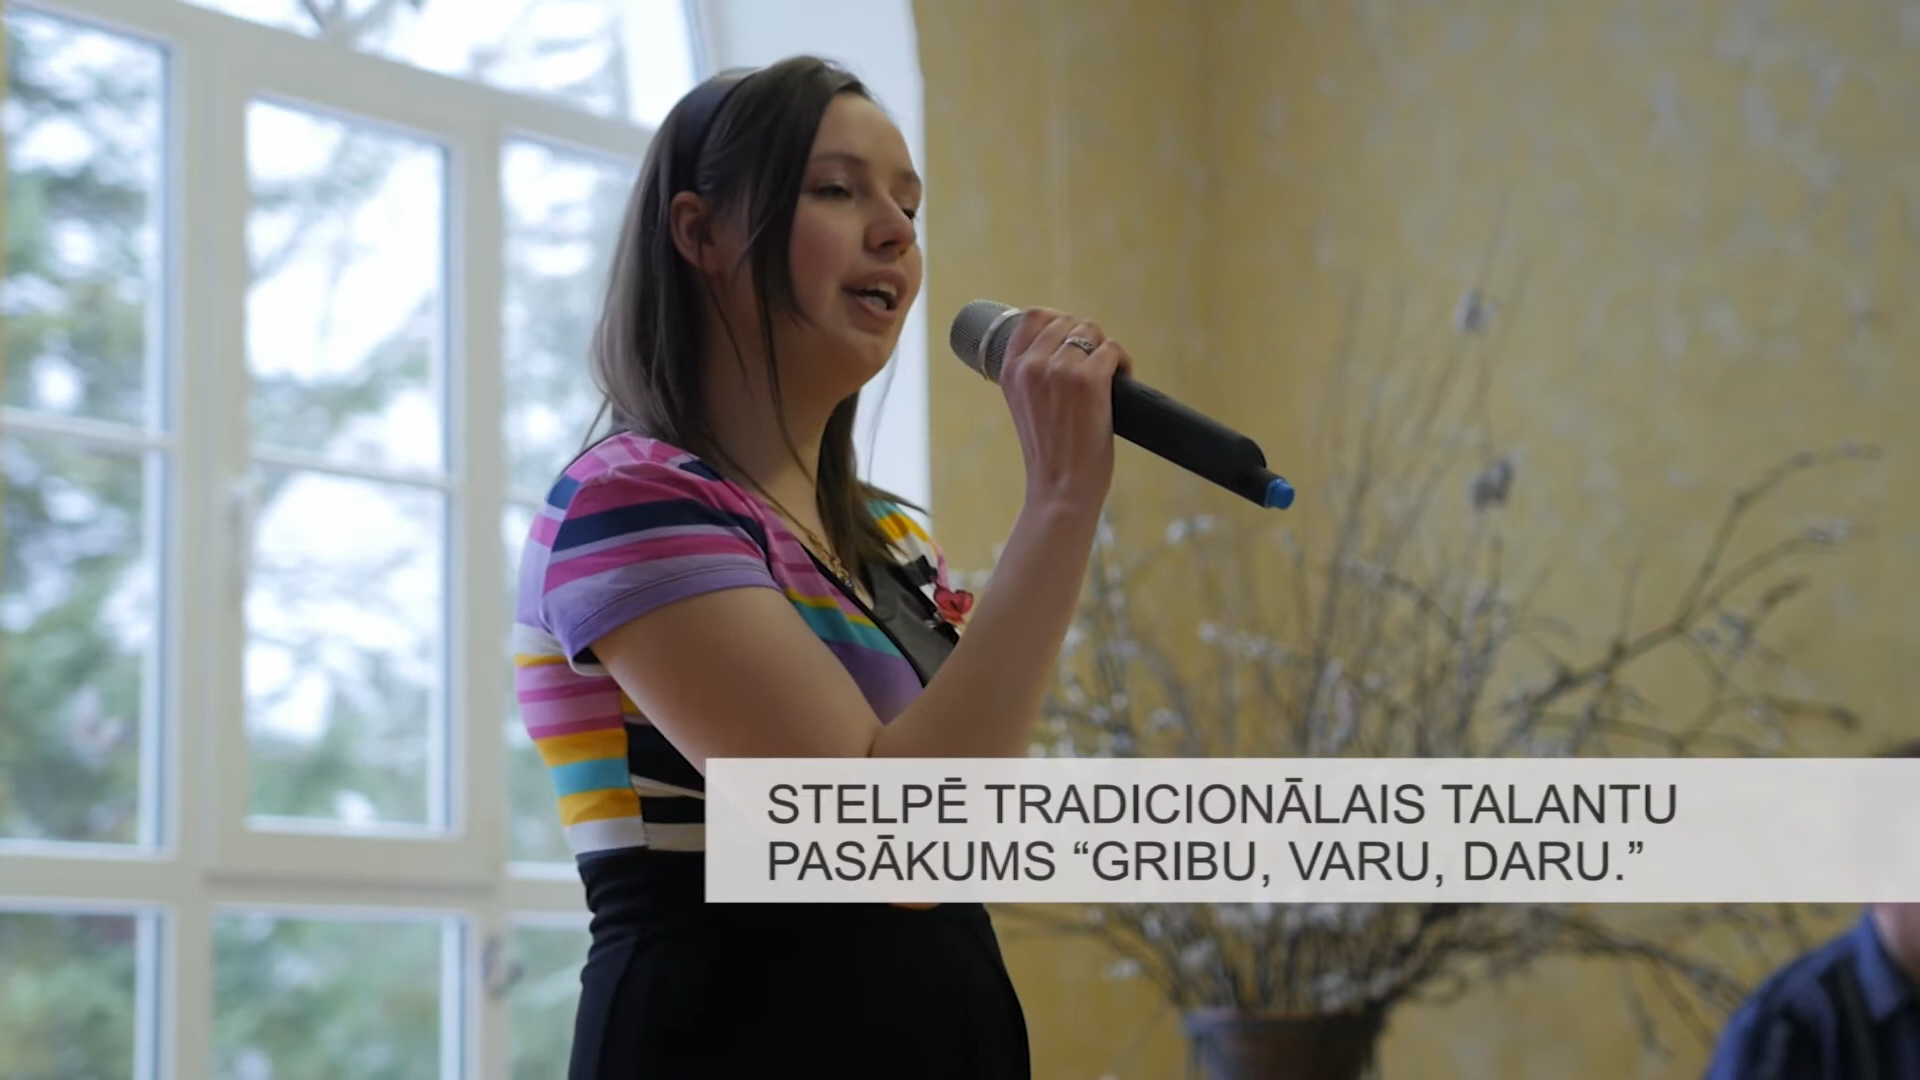 STELPĒ TRADICIONĀLAIS TALANTU
PASĀKUMS “GRIBU, VARU, DARU.”